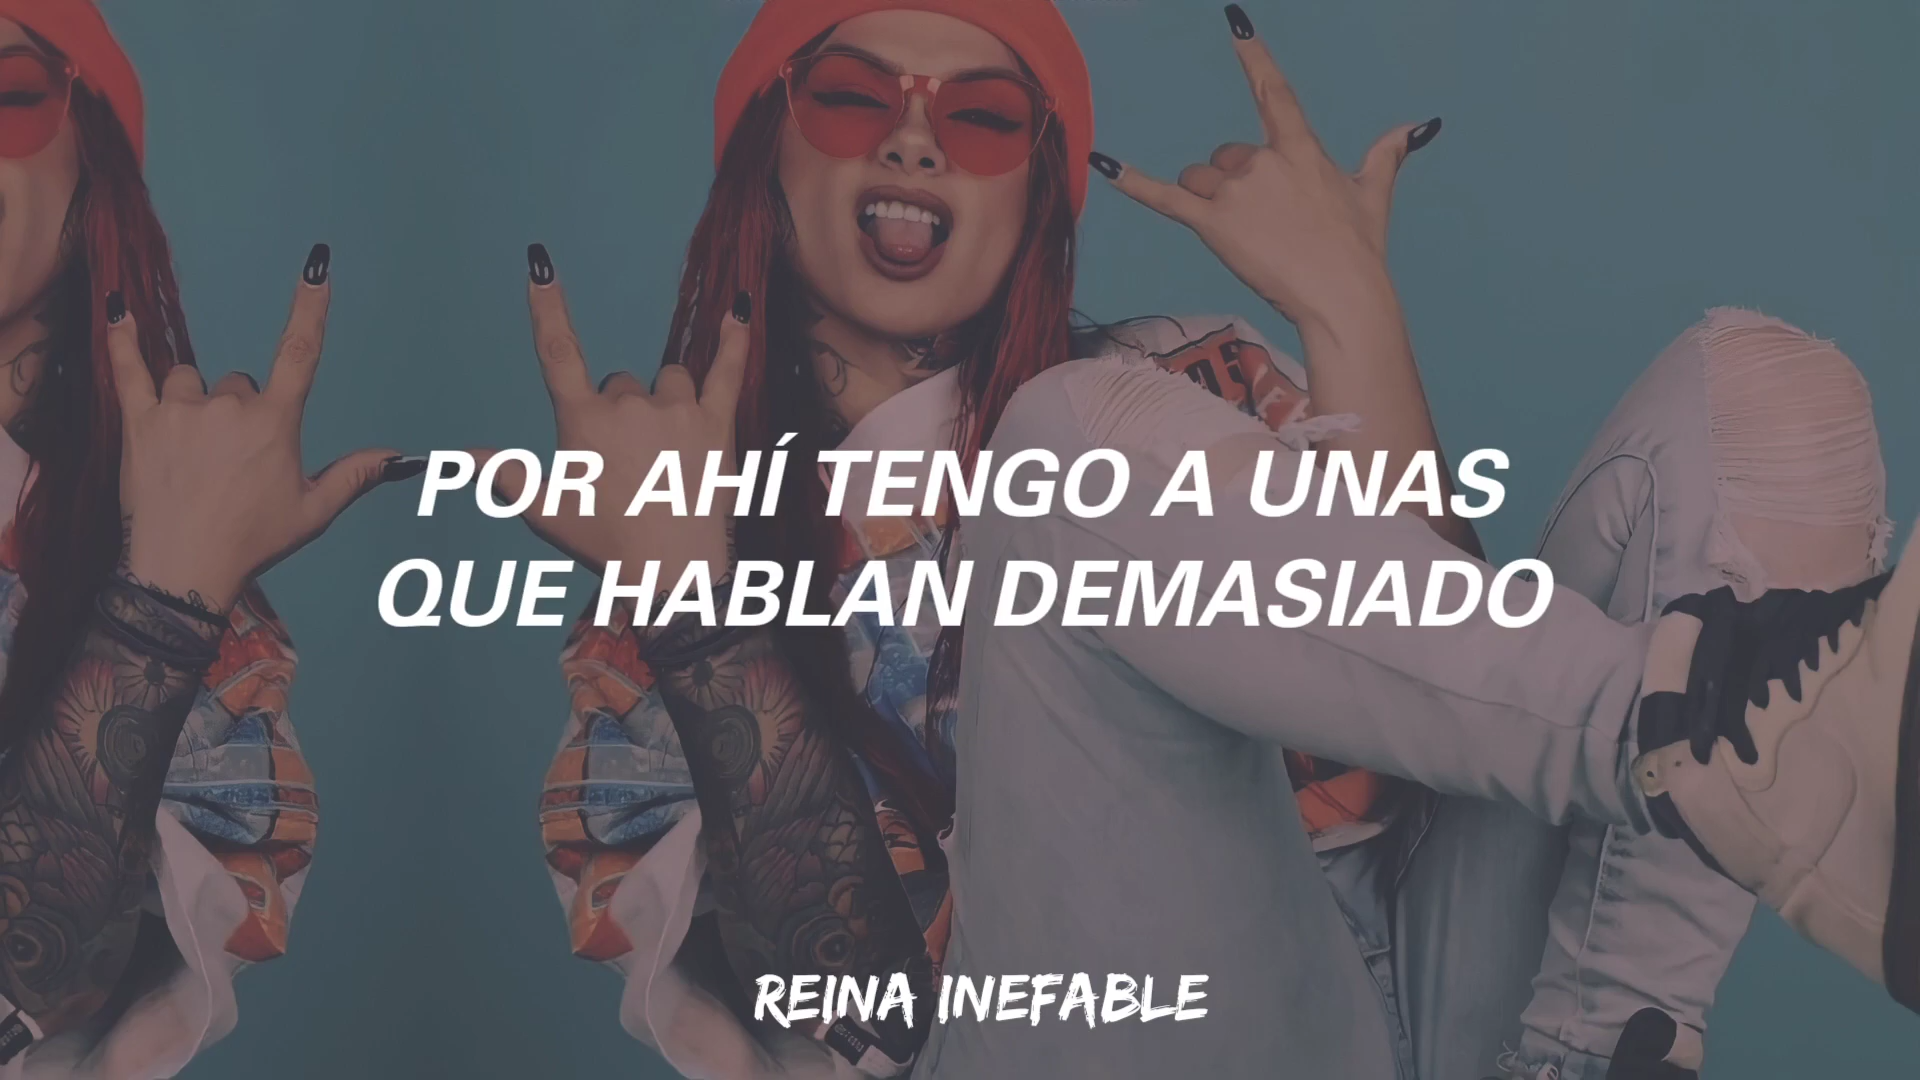 POR AHÍ TENGO A UNAS
QUE HABLAN DEMASIADO
REINA INEFABLE